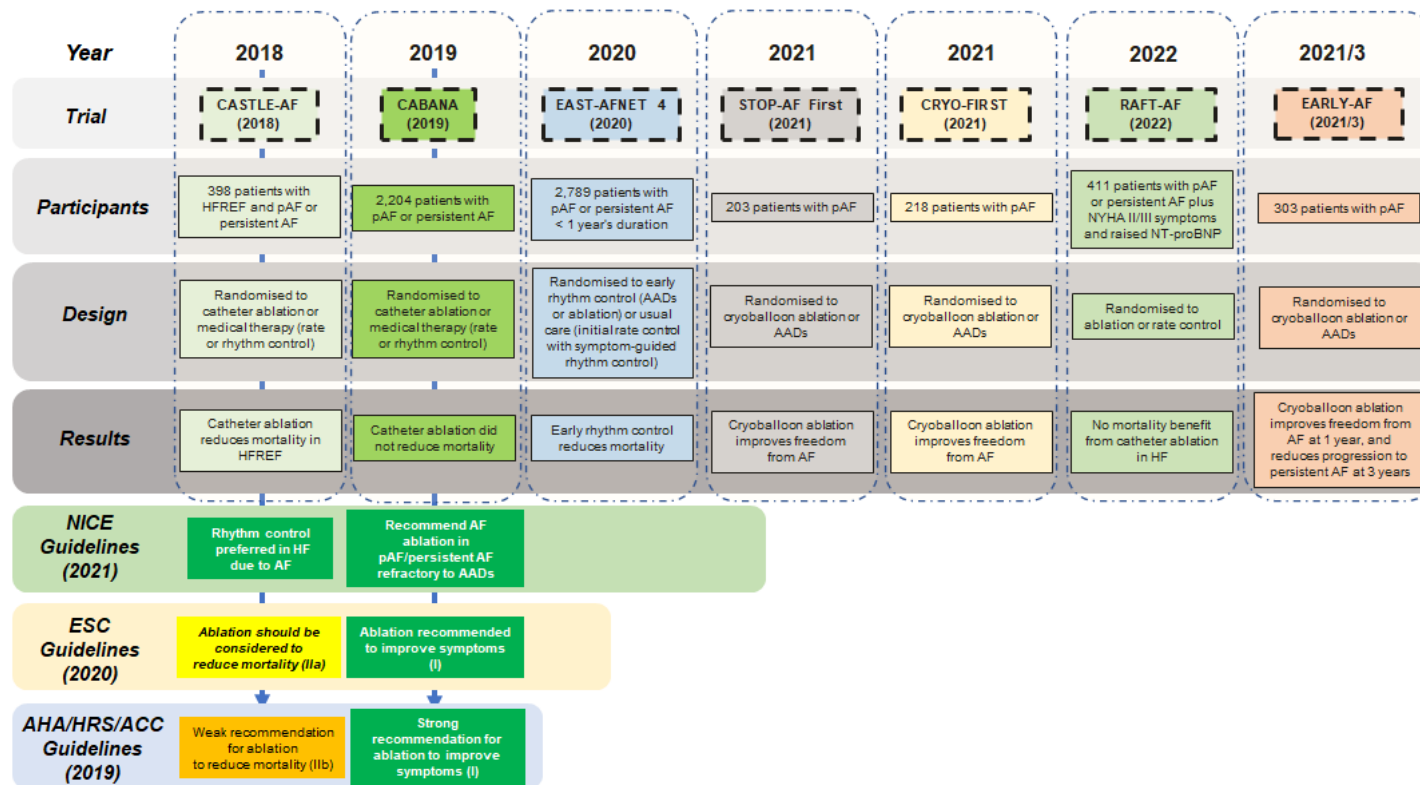 Year
2018
2019
2020
2021
2021
2022
2021/3
Trial
CASTLE-AF
(2018)
CABANA
(2019)
EAST-AFNET 4
(2020)
STOP-AF First
(2021)
CRYO-FIRST
(2021)
RAFT-AF
(2022)
EARLY-AF
(2021/3)
Participants
398 patients with
HFREF and pAF or
persistent AF
2,204 patients with
pAF or persistent AF
2,789 patients with
pAF or persistent AF
< 1 year's duration
203 patients with pAF
218 patients with pAF
411 patients with pAF
or persistent AF plus
NYHA II/III symptoms
and raised NT-proBNP
303 patients with pAF
Design
Randomised to
catheter ablation or
medical therapy (rate
or rhythm control)
Randomised to
catheter ablation or
medical therapy (rate
or rhythm control)
Randomised to early
rhythm control (AADs
or ablation) or usual
care (initial rate control
with symptom-guided
rhythm control)
Randomised to
cryoballoon ablation or
AADs
Randomised to
cryoballoon ablation or
AADs
Randomised to
ablation or rate control
Randomised to
cryoballoon ablation or
AADs
Results
Catheter ablation
reduces mortality in
HFREF
Catheter ablation did
not reduce mortality
Early rhythm control
reduces mortality
Cryoballoon ablation
improves freedom
from AF
Cryoballoon ablation
improves freedom
from AF
No mortality benefit
from catheter ablation
in HF
Cryoballoon ablation
improves freedom from
AF at 1 year, and
reduces progression to
persistent AF at 3 years
NICE
Guidelines
(2021)
Rhythm control
preferred in HF
due to AF
Recommend AF
ablation in
pAF/persistent AF
refractory to AADs
ESC
Guidelines
(2020)
Ablation should be
considered to
reduce mortality (IIa)
Ablation recommended
to improve symptoms
(I)
AHA/HRS/ACC
Guidelines
(2019)
Weak recommendation
for ablation
to reduce mortality (IIb)
Strong
recommendation for
ablation to improve
symptoms (I)